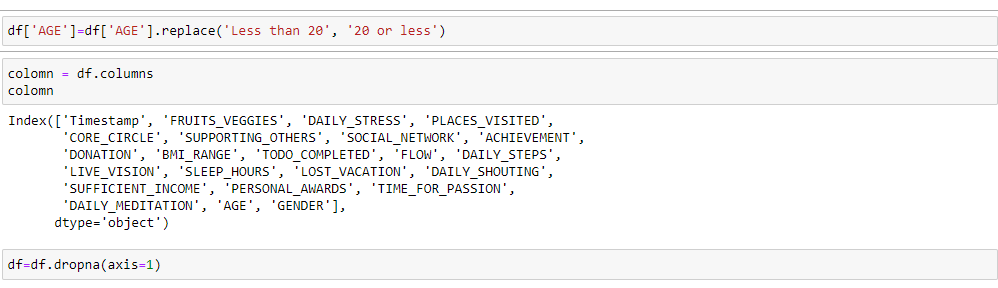 df['AGE']=df['AGE'].replace('Less than 20', '20 or less')
colomn = df.columns
colomn
Index(['Timestamp', 'FRUITS_VEGGIES', 'DAILY_STRESS', 'PLACES_VISITED',
       'CORE_CIRCLE', 'SUPPORTING_OTHERS', 'SOCIAL_NETWORK', 'ACHIEVEMENT',
       'DONATION', 'BMI_RANGE', 'TODO_COMPLETED', 'FLOW', 'DAILY_STEPS',
       'LIVE_VISION', 'SLEEP_HOURS', 'LOST_VACATION', 'DAILY_SHOUTING',
       'SUFFICIENT_INCOME', 'PERSONAL_AWARDS', 'TIME_FOR_PASSION',
       'DAILY_MEDITATION', 'AGE', 'GENDER'],
      dtype='object')
df=df.dropna(axis=1)